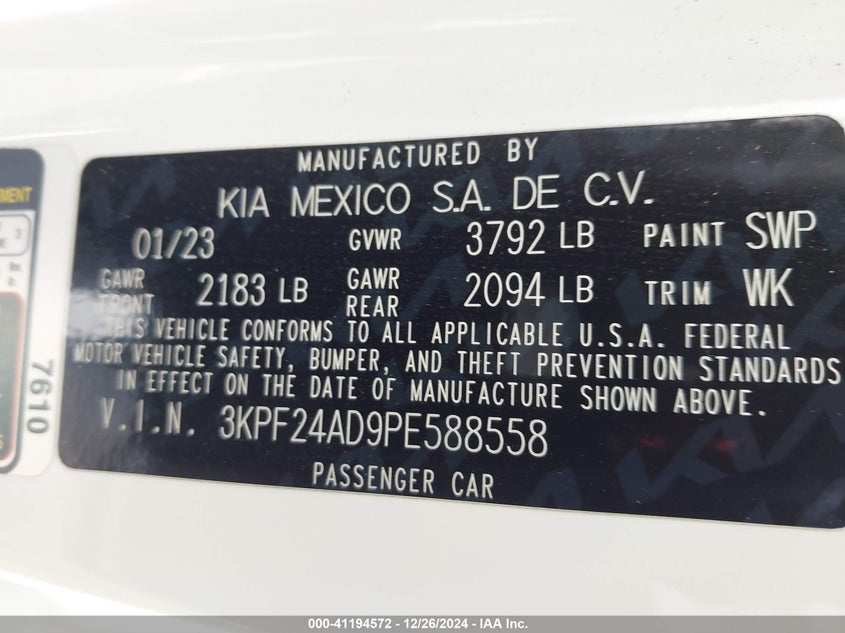 MANUFACTURED BY
KIA MEXICO S.A. DE C.V.
01/23 GVWR 3792 LB PAINT SWP
GAWR FRONT 2183 LB GAWR REAR 2094 LB TRIM WK
THIS VEHICLE CONFORMS TO ALL APPLICABLE U.S.A. FEDERAL
MOTOR VEHICLE SAFETY, BUMPER, AND THEFT PREVENTION STANDARDS
IN EFFECT ON THE DATE OF MANUFACTURE SHOWN ABOVE.
V.I.N. 3KPF24AD9PE588558
PASSENGER CAR
7610
000-41194572 - 12/26/2024 - IAA Inc.